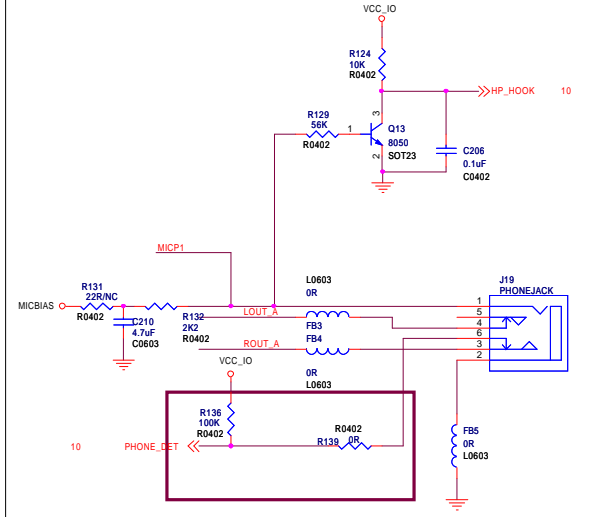 VCC_IO
R124
10K
R0402
HP_HOOK 10
R129
56K
R0402
1
3
2
Q13
8050
SOT23
C206
0.1uF
C0402
MICP1
MICBIAS
R131
22R/NC
R0402
C210
4.7uF
C0603
R132
2K2
R0402
LOUT_A
ROUT_A
L0603
0R
FB3
FB4
0R
L0603
J19
PHONEJACK
1
5
4
6
3
2
VCC_IO
R136
100K
R0402
10 PHONE_DET
R0402
R139 0R
FB5
0R
L0603